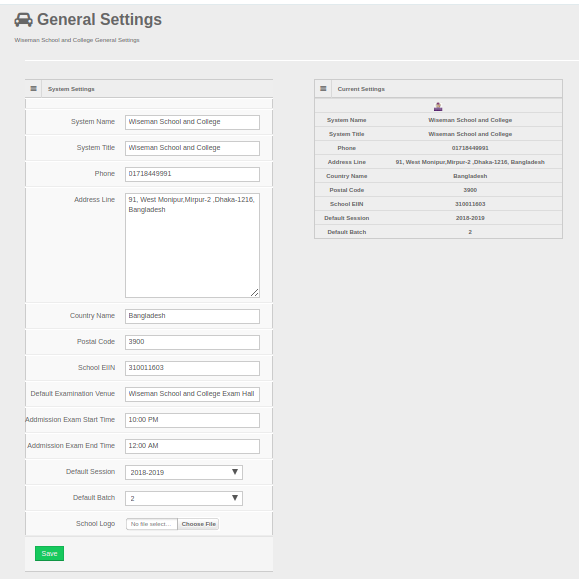 General Settings
Wiseman School and College General Settings
System Settings
System Name Wiseman School and College
System Title Wiseman School and College
Phone 01718449991
Address Line 91, West Monipur,Mirpur-2 ,Dhaka-1216,
Bangladesh
Country Name Bangladesh
Postal Code 3900
School EIIN 310011603
Default Examination Venue Wiseman School and College Exam Hall
Addmission Exam Start Time 10:00 PM
Addmission Exam End Time 12:00 AM
Default Session 2018-2019
Default Batch 2
School Logo No file select... Choose File
Save
Current Settings
System Name Wiseman School and College
System Title Wiseman School and College
Phone 01718449991
Address Line 91, West Monipur,Mirpur-2 ,Dhaka-1216, Bangladesh
Country Name Bangladesh
Postal Code 3900
School EIIN 310011603
Default Session 2018-2019
Default Batch 2